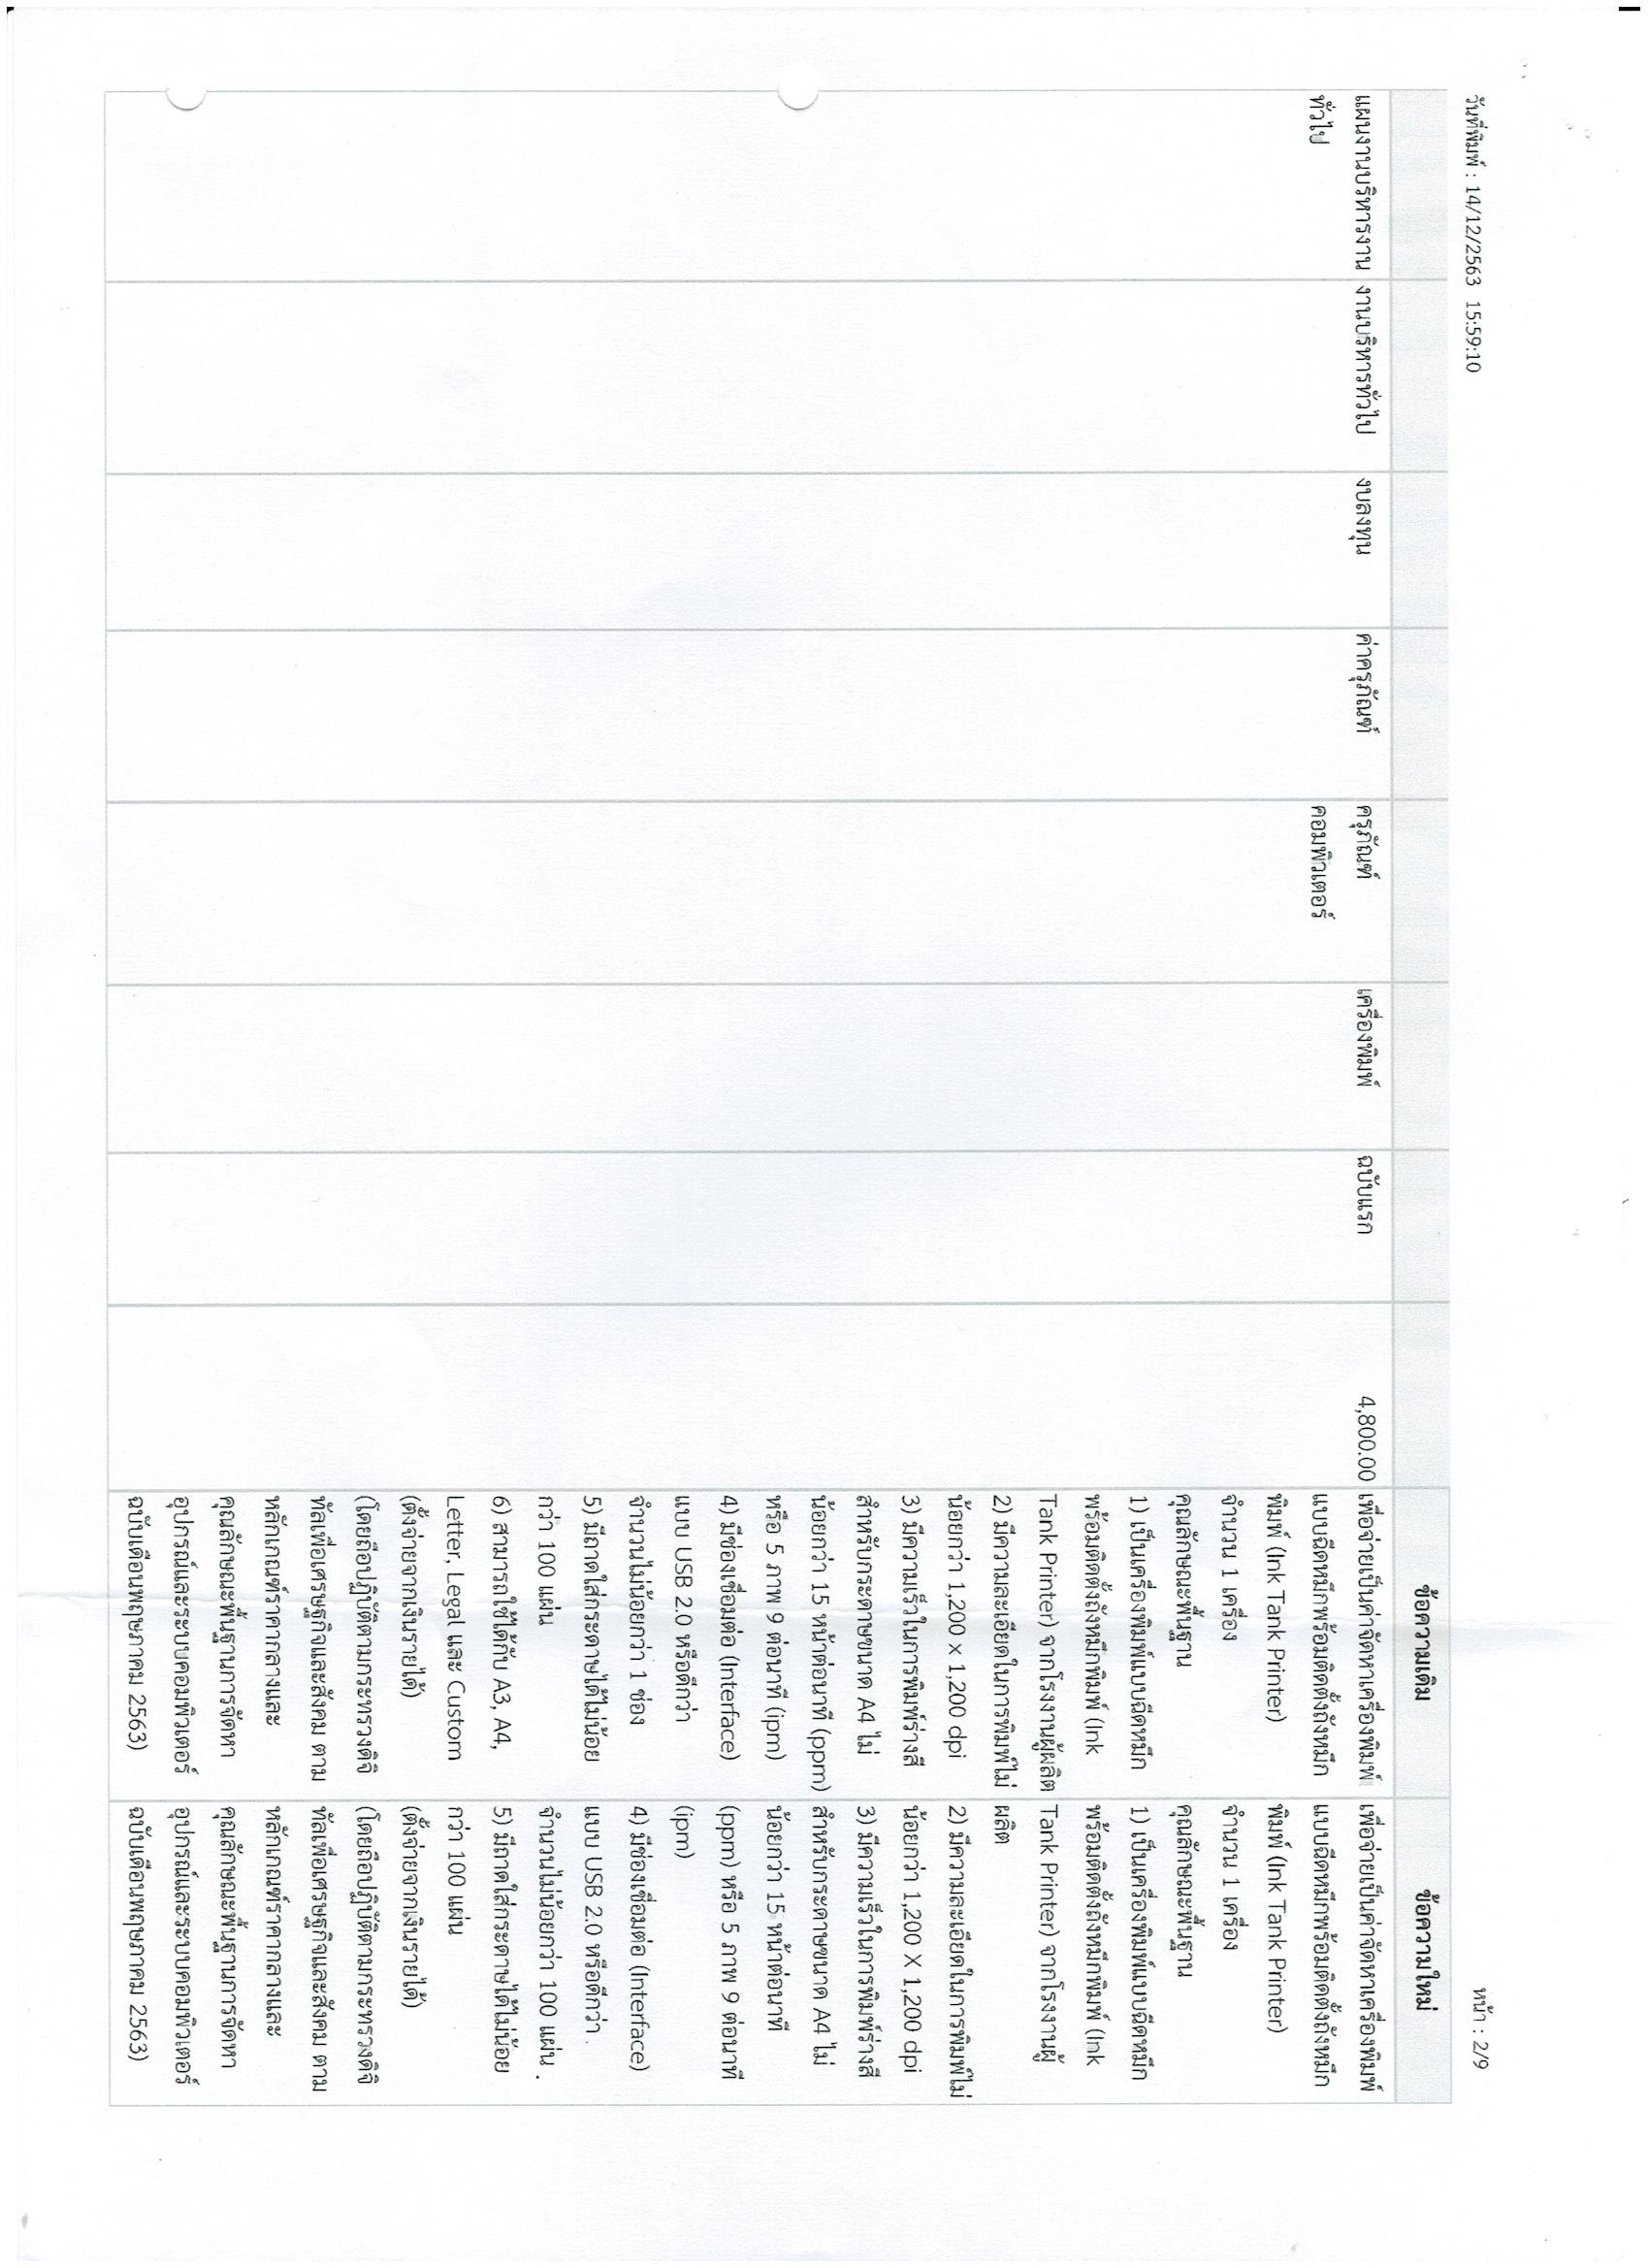 วันที่พิมพ์ : 14/12/2563 15:59:10
หน้า : 2/9
ข้อความเดิม
ข้อความใหม่
แผนงานบริหารงาน
ทั่วไป
งานบริหารทั่วไป
งบลงทุน
ค่าครุภัณฑ์
ครุภัณฑ์
คอมพิวเตอร์
เครื่องพิมพ์
ฉบับแรก
4,800.00
เพื่อจ่ายเป็นค่าจัดหาเครื่องพิมพ์
แบบฉีดหมึกพร้อมติดตั้งถังหมึก
พิมพ์ (Ink Tank Printer)
จำนวน 1 เครื่อง
คุณลักษณะพื้นฐาน
1) เป็นเครื่องพิมพ์แบบฉีดหมึก
พร้อมติดตั้งถังหมึกพิมพ์ (Ink
Tank Printer) จากโรงงานผู้ผลิต
2) มีความละเอียดในการพิมพ์ไม่
น้อยกว่า 1,200 x 1,200 dpi
3) มีความเร็วในการพิมพ์ร่างสี
สำหรับกระดาษขนาด A4 ไม่
น้อยกว่า 15 หน้าต่อนาที (ppm)
หรือ 5 ภาพ 9 ต่อนาที (ipm)
4) มีช่องเชื่อมต่อ (Interface)
แบบ USB 2.0 หรือดีกว่า
จำนวนไม่น้อยกว่า 1 ช่อง
5) มีถาดใส่กระดาษได้ไม่น้อย
กว่า 100 แผ่น
6) สามารถใช้ได้กับ A3, A4,
Letter, Legal และ Custom
(ตั้งจ่ายจากเงินรายได้)
(โดยถือปฏิบัติตามกระทรวงดิจิ
ทัลเพื่อเศรษฐกิจและสังคม ตาม
หลักเกณฑ์ราคากลางและ
คุณลักษณะพื้นฐานการจัดหา
อุปกรณ์และระบบคอมพิวเตอร์
ฉบับเดือนพฤษภาคม 2563)
เพื่อจ่ายเป็นค่าจัดหาเครื่องพิมพ์
แบบฉีดหมึกพร้อมติดตั้งถังหมึก
พิมพ์ (Ink Tank Printer)
จำนวน 1 เครื่อง
คุณลักษณะพื้นฐาน
1) เป็นเครื่องพิมพ์แบบฉีดหมึก
พร้อมติดตั้งถังหมึกพิมพ์ (Ink
Tank Printer) จากโรงงานผู้
ผลิต
2) มีความละเอียดในการพิมพ์ไม่
น้อยกว่า 1,200 X 1,200 dpi
3) มีความเร็วในการพิมพ์ร่างสี
สำหรับกระดาษขนาด A4 ไม่
น้อยกว่า 15 หน้าต่อนาที
(ppm) หรือ 5 ภาพ 9 ต่อนาที
(ipm)
4) มีช่องเชื่อมต่อ (Interface)
แบบ USB 2.0 หรือดีกว่า
จำนวนไม่น้อยกว่า 100 แผ่น
5) มีถาดใส่กระดาษได้ไม่น้อย
กว่า 100 แผ่น
(ตั้งจ่ายจากเงินรายได้)
(โดยถือปฏิบัติตามกระทรวงดิจิ
ทัลเพื่อเศรษฐกิจและสังคม ตาม
หลักเกณฑ์ราคากลางและ
คุณลักษณะพื้นฐานการจัดหา
อุปกรณ์และระบบคอมพิวเตอร์
ฉบับเดือนพฤษภาคม 2563)